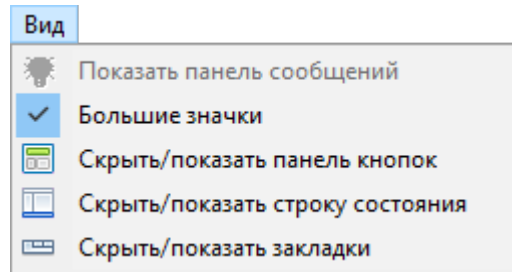 Вид
Показать панель сообщений
Большие значки
Скрыть/показать панель кнопок
Скрыть/показать строку состояния
Скрыть/показать закладки